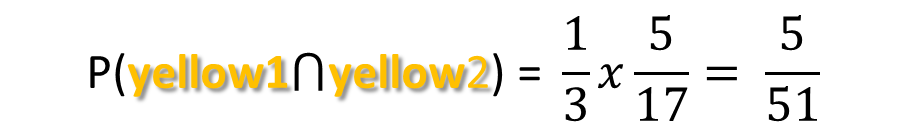 P(yellow1∩yellow2) = 1/3 x 5/17 = 5/51